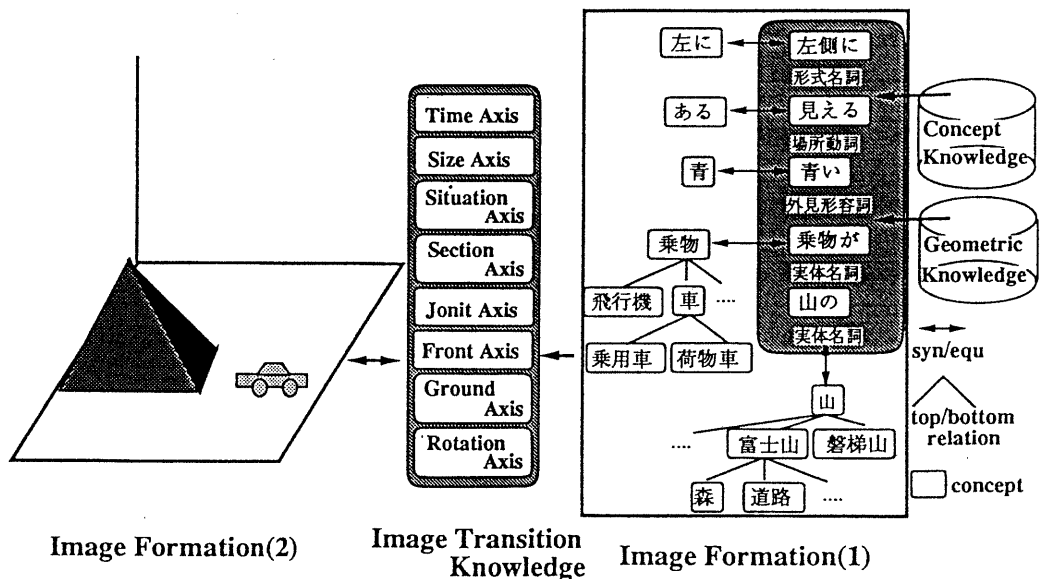 Time Axis
Size Axis
Situation
Axis
Section
Axis
Jonit Axis
Front Axis
Ground
Axis
Rotation
Axis
左に
左側に
形式名詞
ある
見える
場所動詞
青
青い
外見形容詞
乗物
乗物が
実体名詞
飛行機
車
....
山の
実体名詞
乗用車
荷物車
山
....
富士山
磐梯山
森
道路
....
Concept
Knowledge
Geometric
Knowledge
syn/equ
top/bottom
relation
concept
Image Formation(2)
Image Transition
Knowledge
Image Formation(1)